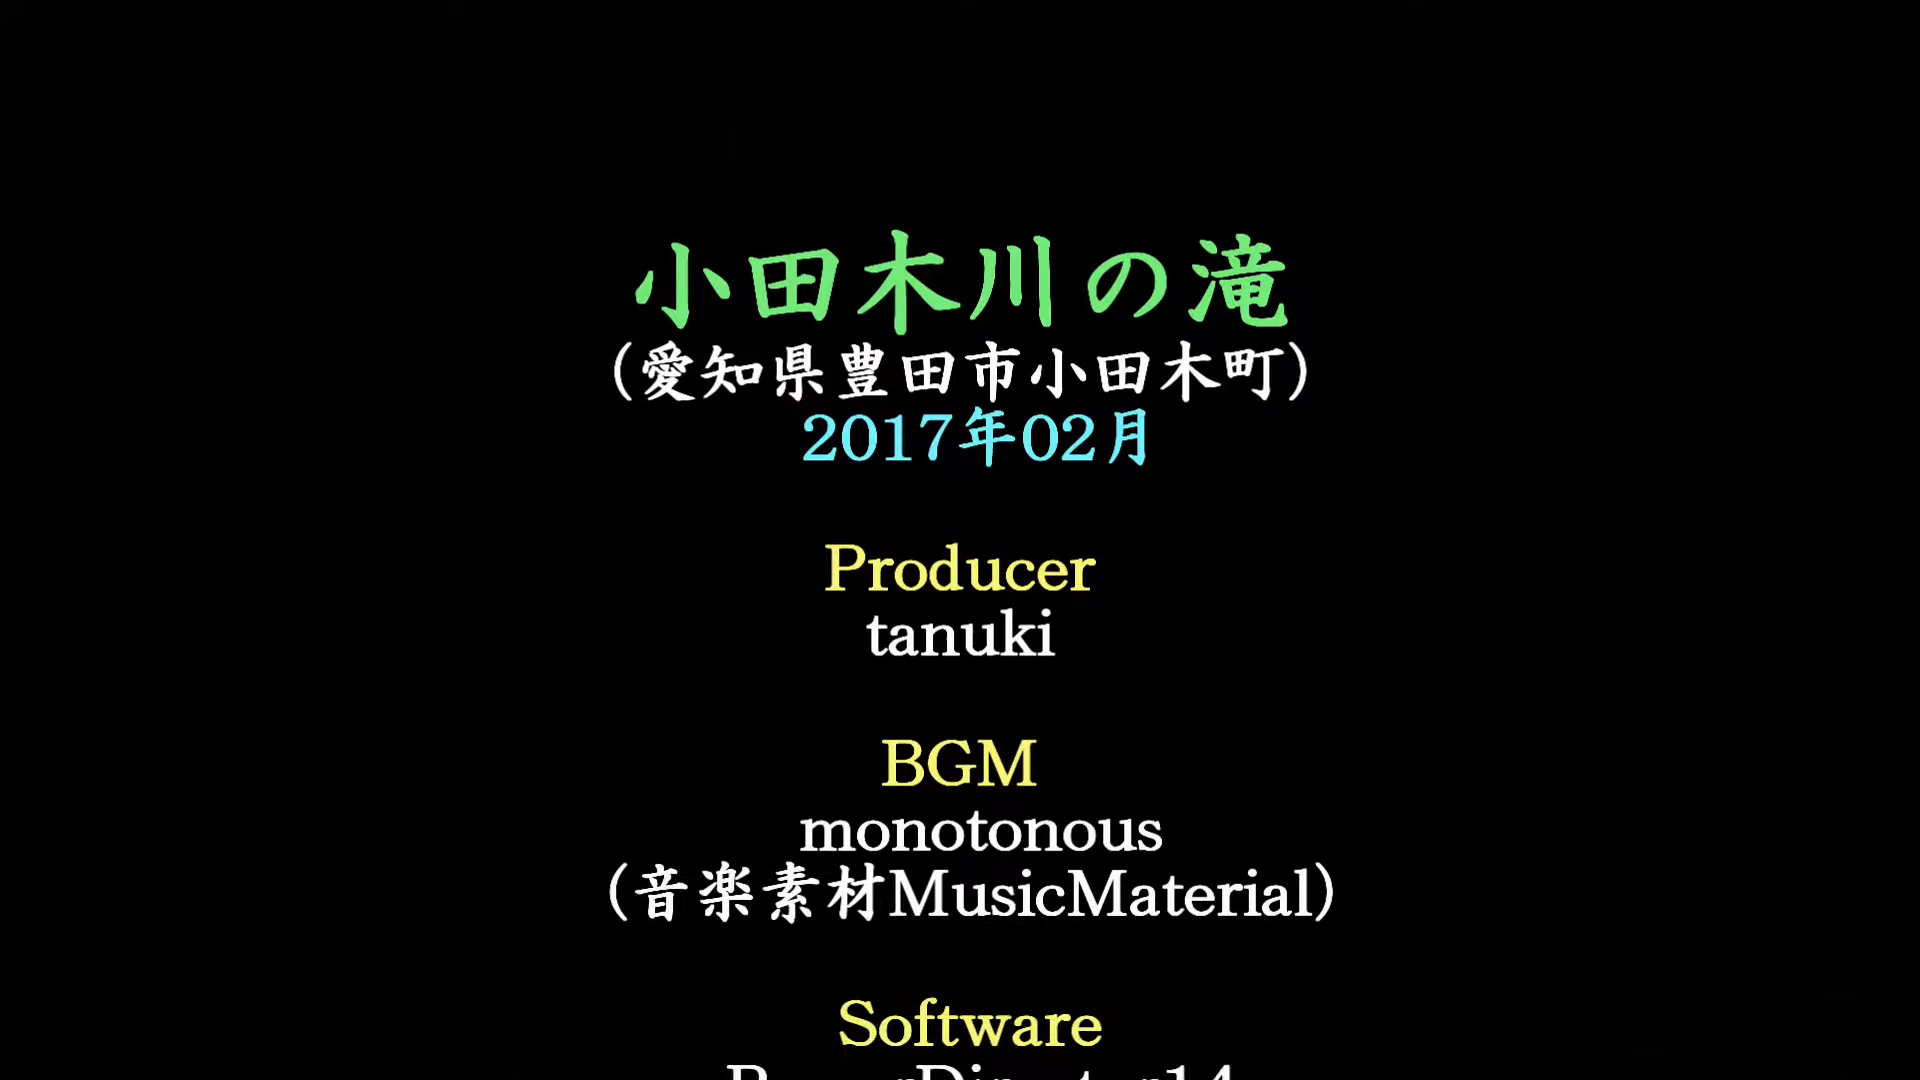 小田木川の滝
(愛知県豊田市小田木町)
2017年02月
Producer
tanuki
BGM
monotonous
(音楽素材MusicMaterial)
Software